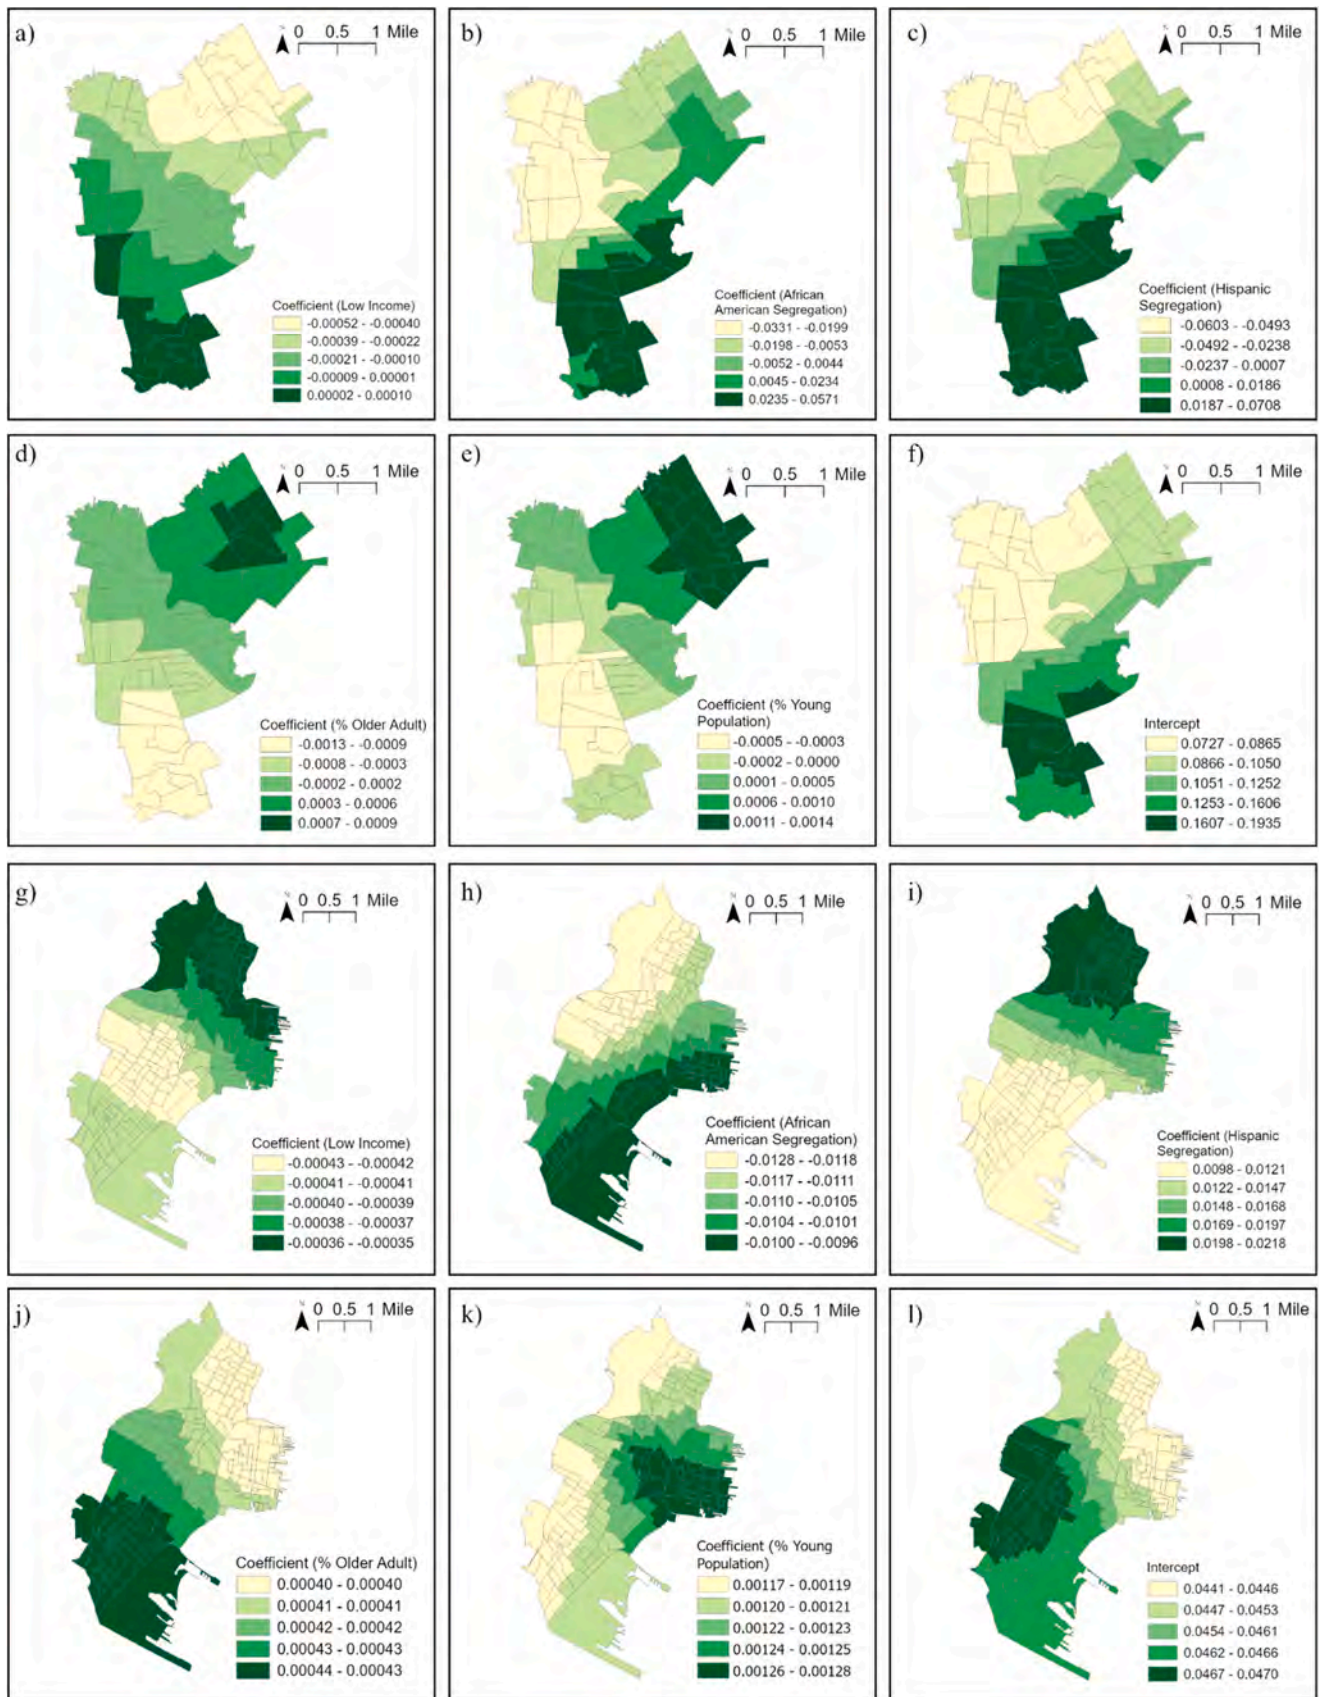 a)
N
0 0.5 1 Mile
Coefficient (Low Income)
-0.00052 - -0.00040
-0.00039 - -0.00022
-0.00021 - -0.00010
-0.00009 - 0.00001
0.00002 - 0.00010
b)
N
0 0.5 1 Mile
Coefficient (African
American Segregation)
-0.0331 - -0.0199
-0.0198 - -0.0053
-0.0052 - 0.0044
0.0045 - 0.0234
0.0235 - 0.0571
c)
N
0 0.5 1 Mile
Coefficient (Hispanic
Segregation)
-0.0603 - -0.0493
-0.0492 - -0.0238
-0.0237 - 0.0007
0.0008 - 0.0186
0.0187 - 0.0708
d)
N
0 0.5 1 Mile
Coefficient (% Older Adult)
-0.0013 - -0.0009
-0.0008 - -0.0003
-0.0002 - 0.0002
0.0003 - 0.0006
0.0007 - 0.0009
e)
N
0 0.5 1 Mile
Coefficient (% Young
Population)
-0.0005 - -0.0003
-0.0002 - 0.0000
0.0001 - 0.0005
0.0006 - 0.0010
0.0011 - 0.0014
f)
N
0 0.5 1 Mile
Intercept
0.0727 - 0.0865
0.0866 - 0.1050
0.1051 - 0.1252
0.1253 - 0.1606
0.1607 - 0.1935
g)
N
0 0.5 1 Mile
Coefficient (Low Income)
-0.00043 - -0.00042
-0.00041 - -0.00041
-0.00040 - -0.00039
-0.00038 - -0.00037
-0.00036 - -0.00035
h)
N
0 0.5 1 Mile
Coefficient (African
American Segregation)
-0.0128 - -0.0118
-0.0117 - -0.0111
-0.0110 - -0.0105
-0.0104 - -0.0101
-0.0100 - -0.0096
i)
N
0 0.5 1 Mile
Coefficient (Hispanic
Segregation)
0.0098 - 0.0121
0.0122 - 0.0147
0.0148 - 0.0168
0.0169 - 0.0197
0.0198 - 0.0218
j)
N
0 0.5 1 Mile
Coefficient (% Older Adult)
0.00040 - 0.00040
0.00041 - 0.00041
0.00042 - 0.00042
0.00043 - 0.00043
0.00044 - 0.00043
k)
N
0 0.5 1 Mile
Coefficient (% Young
Population)
0.00117 - 0.00119
0.00120 - 0.00121
0.00122 - 0.00123
0.00124 - 0.00125
0.00126 - 0.00128
l)
N
0 0.5 1 Mile
Intercept
0.0441 - 0.0446
0.0447 - 0.0453
0.0454 - 0.0461
0.0462 - 0.0466
0.0467 - 0.0470